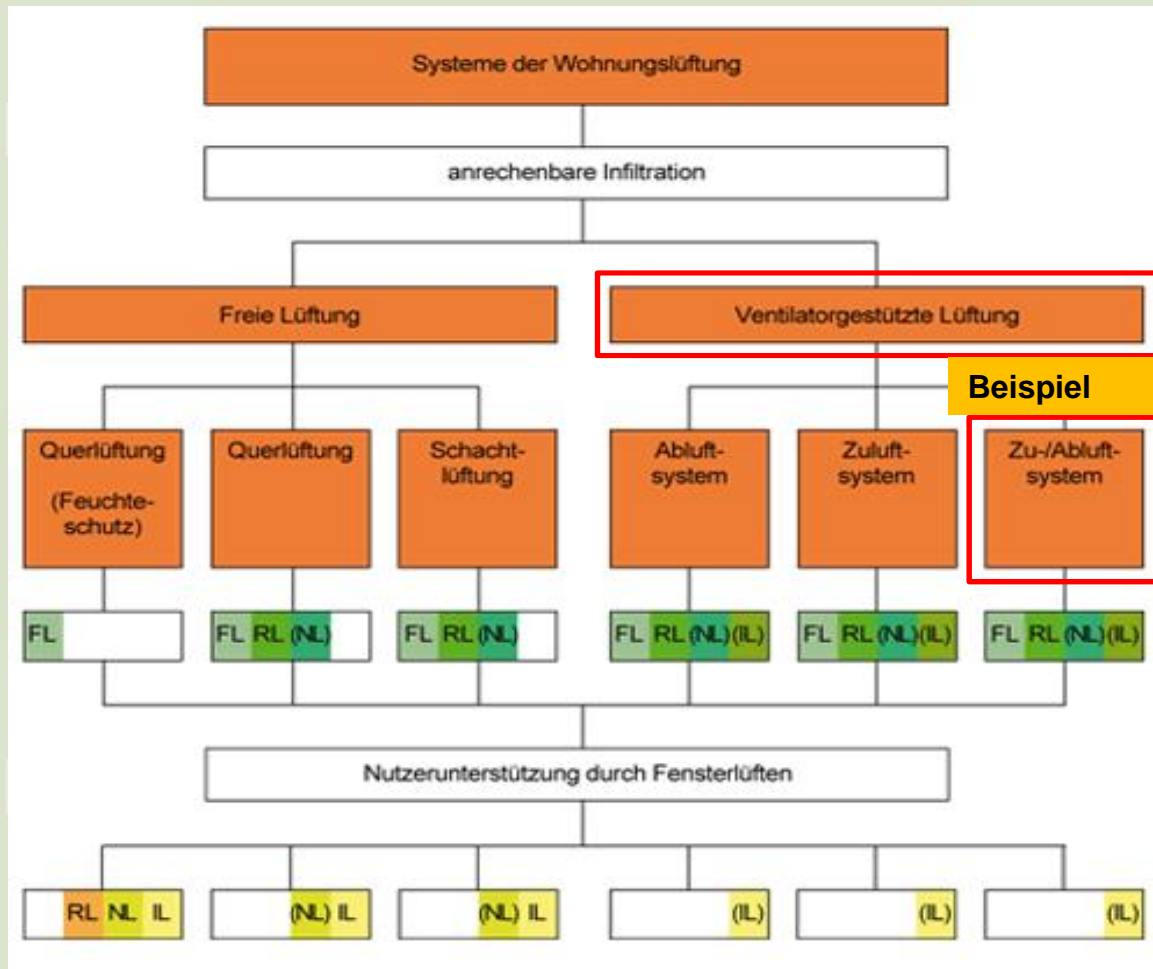 Systeme der Wohnungslüftung
anrechenbare Infiltration
Freie Lüftung
Ventilatorgestützte Lüftung
Beispiel
Querlüftung
(Feuchte-
schutz)
Querlüftung
Schacht-
lüftung
Abluft-
system
Zuluft-
system
Zu-/Abluft-
system
FL
FL RL (NL)
FL RL (NL)
FL RL (NL) (IL)
FL RL (NL) (IL)
FL RL (NL) (IL)
Nutzerunterstützung durch Fensterlüften
RL NL IL
(NL) IL
(NL) IL
(IL)
(IL)
(IL)